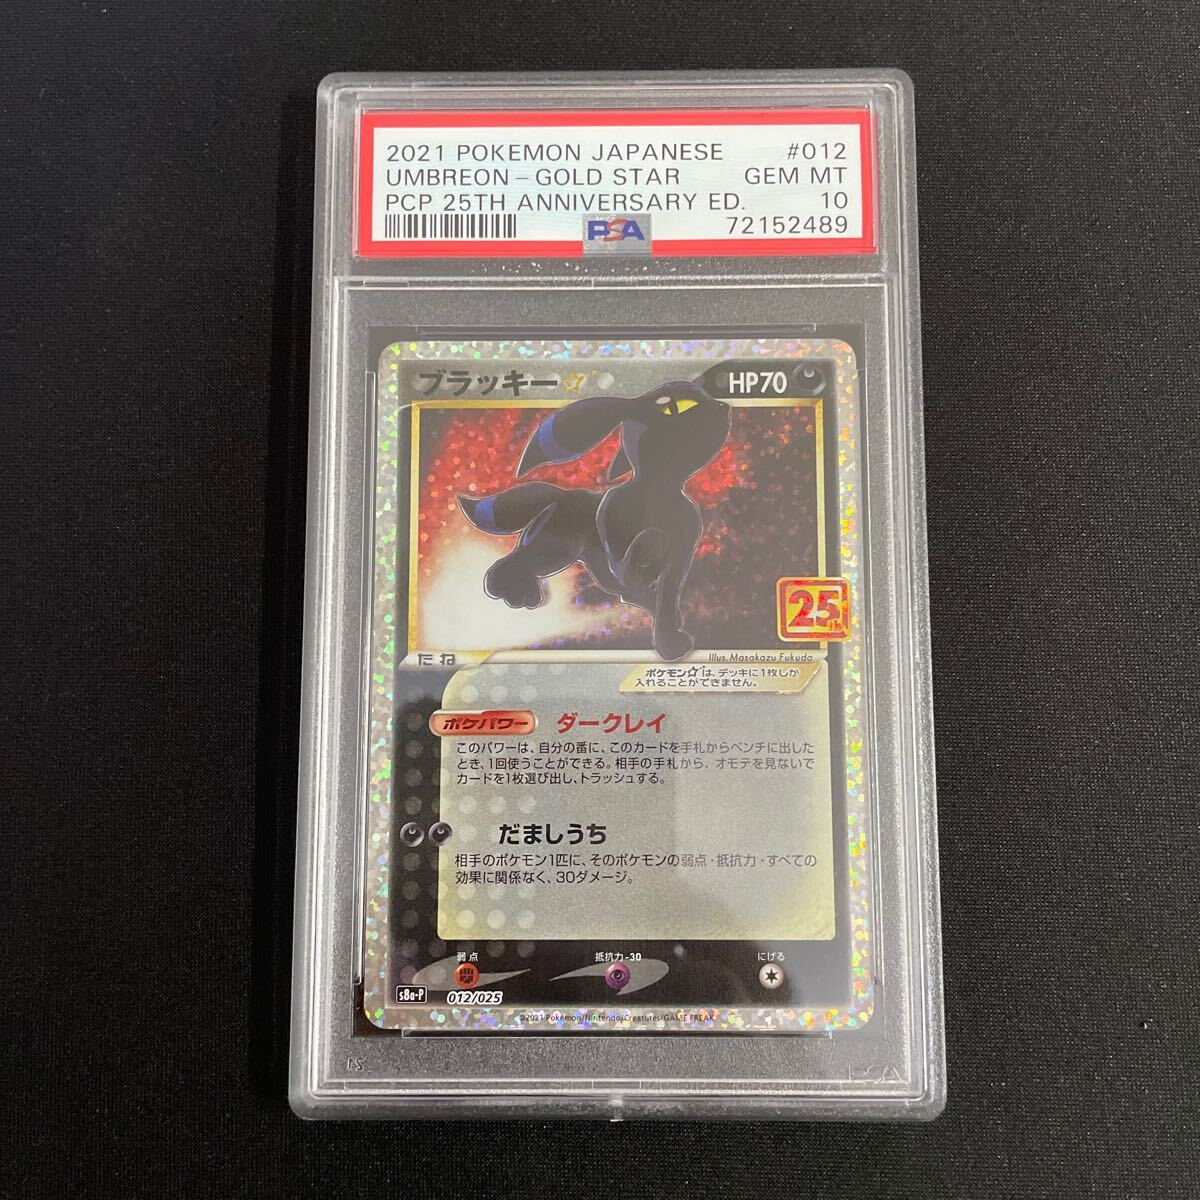 2021 POKEMON JAPANESE #012
UMBREON-GOLD STAR GEM MT
PCP 25TH ANNIVERSARY ED. 10
PSA 72152489
ブラッキー☆ HP70
25th
たね Illus. Masakazu Fukuda
ポケモン☆は、デッキに1枚しか
入れることができません。
ポケパワー ダークレイ
このパワーは、自分の番に、このカードを手札からベンチに出した
とき、1回使うことができる。相手の手札から、オモテを見ないで
カードを1枚選び出し、トラッシュする。
だましうち
相手のポケモン1匹に、そのポケモンの弱点・抵抗力・すべての
効果に関係なく、30ダメージ。
弱点 抵抗力 -30 にげる
s8a-P 012/025
©2021 Pokémon/Nintendo/Creatures/GAME FREAK.